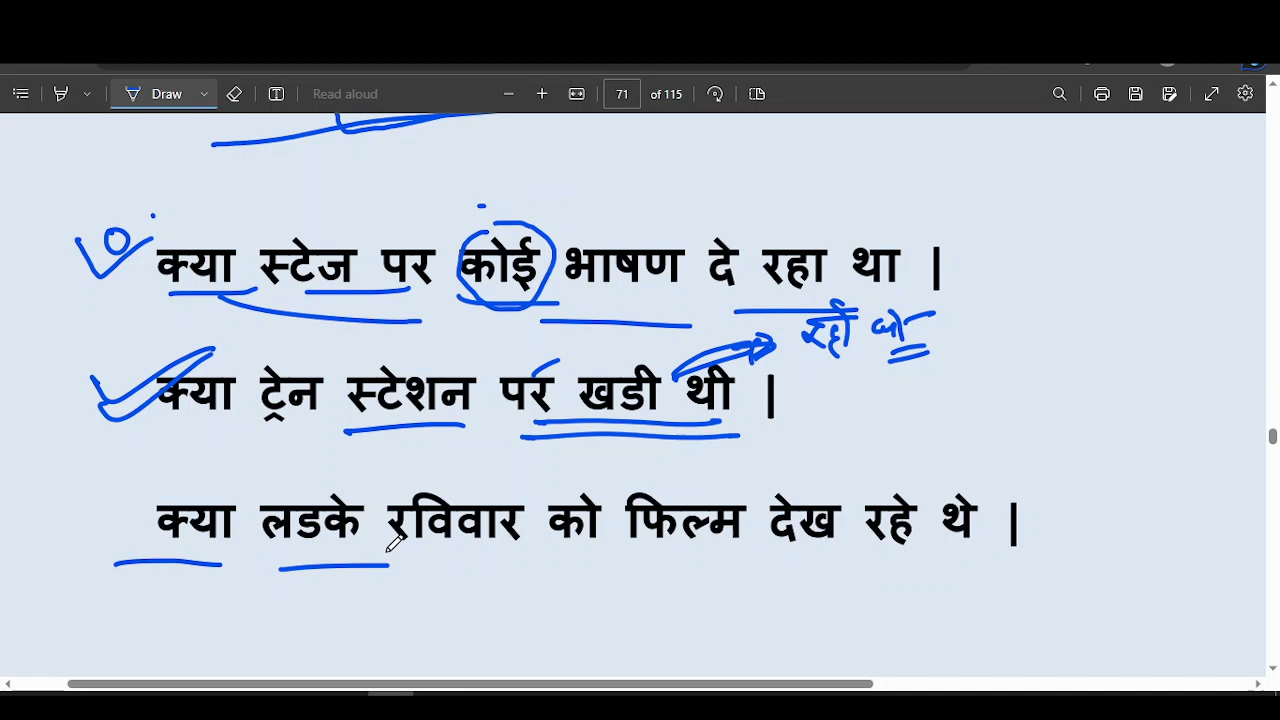 Draw Read aloud 71 of 115
क्या स्टेज पर कोई भाषण दे रहा था |
क्या ट्रेन स्टेशन पर खडी थी |
क्या लडके रविवार को फिल्म देख रहे थे |